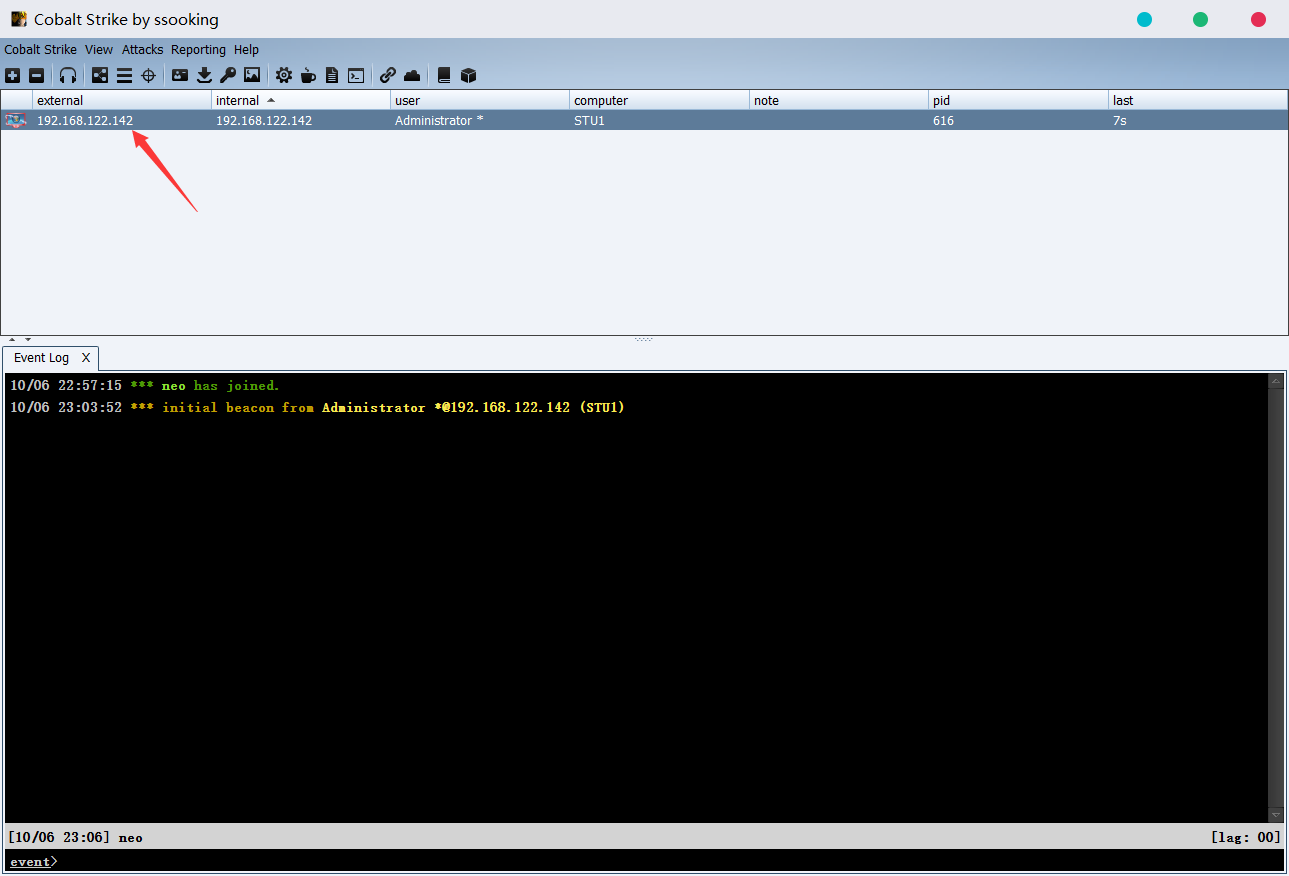 Cobalt Strike by ssooking
Cobalt Strike View Attacks Reporting Help
external internal user computer note pid last
192.168.122.142 192.168.122.142 Administrator * STU1 616 7s
Event Log X
10/06 22:57:15 *** neo has joined.
10/06 23:03:52 *** initial beacon from Administrator *@192.168.122.142 (STU1)
[10/06 23:06] neo [lag: 00]
event>